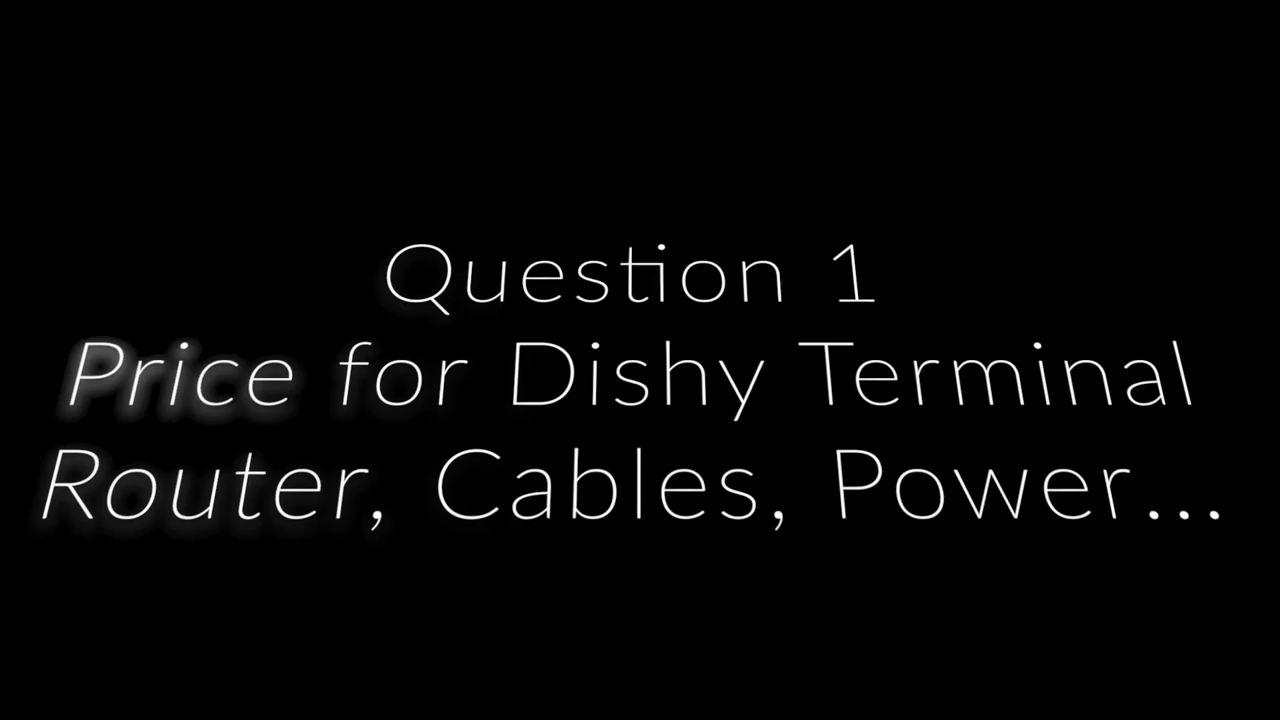 Question 1
Price for Dishy Terminal
Router, Cables, Power...